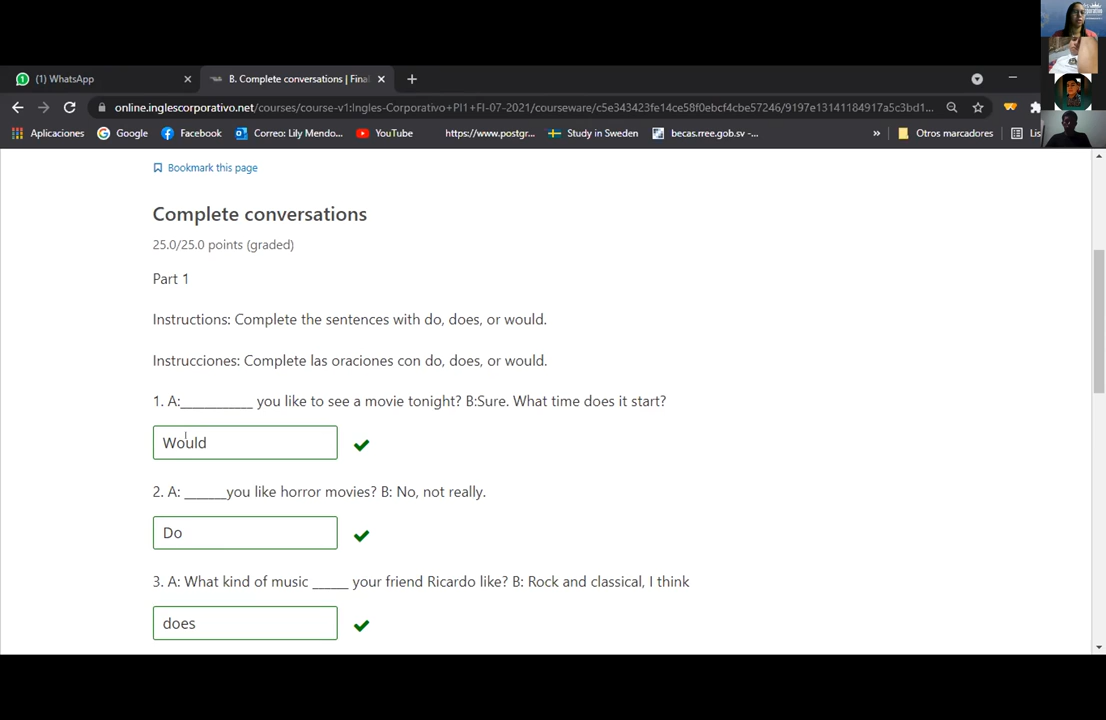 (1) WhatsApp
B. Complete conversations | Fina
online.inglescorporativo.net/courses/course-v1:Ingles-Corporativo+PI1+FI-07-2021/courseware/c5e343423fe14ce58f0ebcf4cbe57246/9197e13141184917a5c3bd1...
Aplicaciones Google Facebook Correo: Lily Mendo... YouTube https://www.postgr... Study in Sweden becas.rree.gob.sv -... » Otros marcadores Lis
Bookmark this page
Complete conversations
25.0/25.0 points (graded)
Part 1
Instructions: Complete the sentences with do, does, or would.
Instrucciones: Complete las oraciones con do, does, or would.
1. A:___________ you like to see a movie tonight? B:Sure. What time does it start?
Would
2. A: ______you like horror movies? B: No, not really.
Do
3. A: What kind of music _____ your friend Ricardo like? B: Rock and classical, I think
does